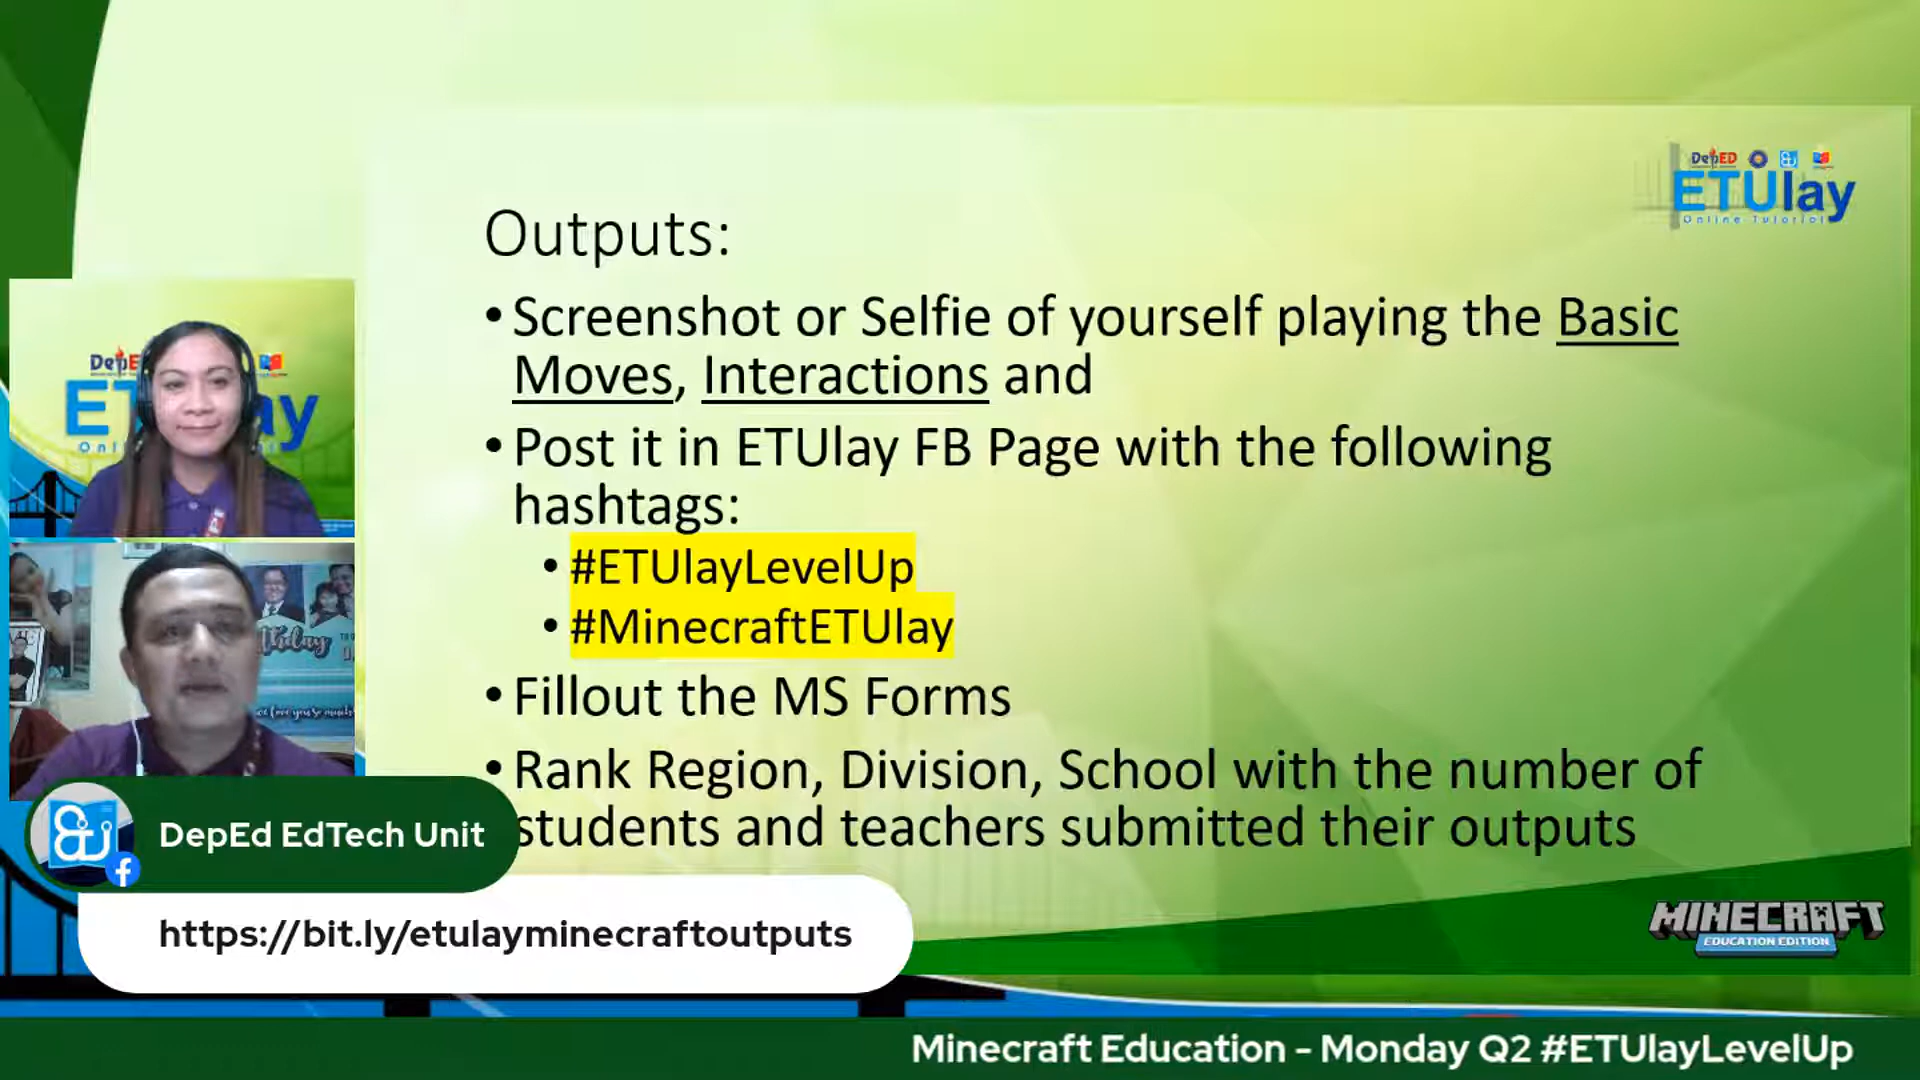 DepED
ETUlay
Online Tutorial
Outputs:
• Screenshot or Selfie of yourself playing the Basic
Moves, Interactions and
• Post it in ETUlay FB Page with the following
hashtags:
• #ETUlayLevelUp
• #MinecraftETUlay
• Fillout the MS Forms
• Rank Region, Division, School with the number of
students and teachers submitted their outputs
DepEd EdTech Unit
https://bit.ly/etulayminecraftoutputs
MINECRAFT
EDUCATION EDITION
Minecraft Education - Monday Q2 #ETUlayLevelUp